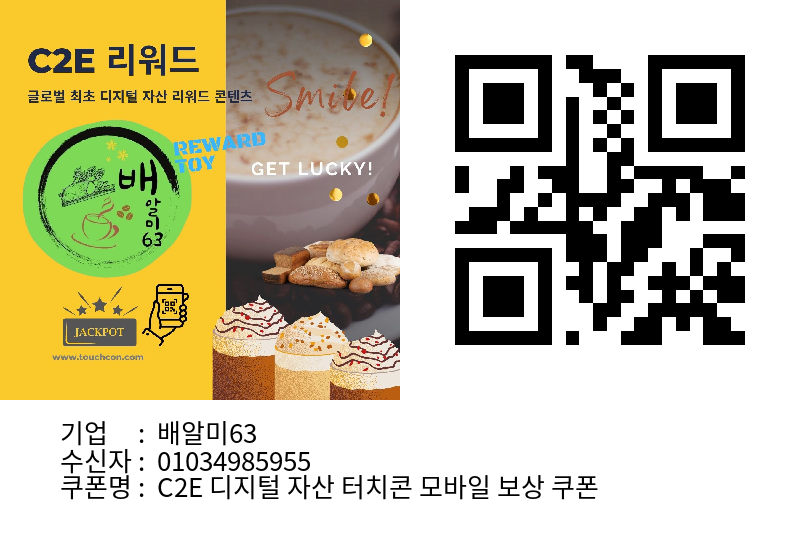 C2E 리워드
글로벌 최초 디지털 자산 리워드 콘텐츠
Smile!
REWARD
TOY
GET LUCKY!
배
알
미
63
JACKPOT
www.touchcon.com
기업 : 배알미63
수신자 : 01034985955
쿠폰명 : C2E 디지털 자산 터치콘 모바일 보상 쿠폰